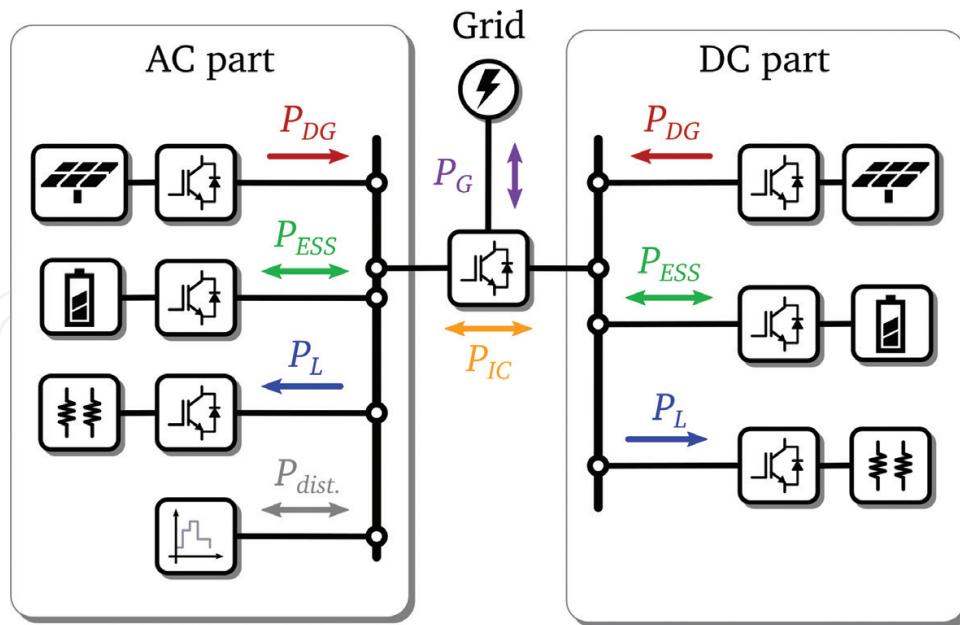 Grid
AC part
DC part
P_DG
P_DG
P_G
P_ESS
P_ESS
P_IC
P_L
P_L
P_dist.